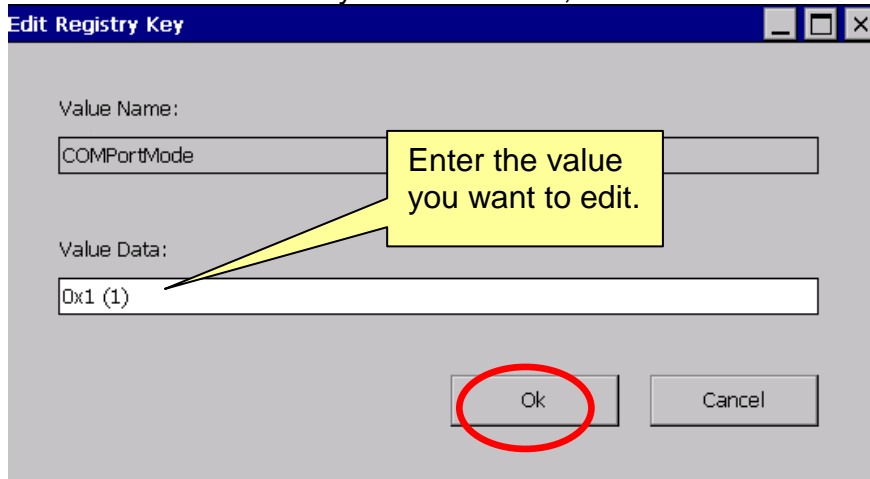 Edit Registry Key
Value Name:
COMPortMode
Enter the value
you want to edit.
Value Data:
0x1 (1)
Ok
Cancel